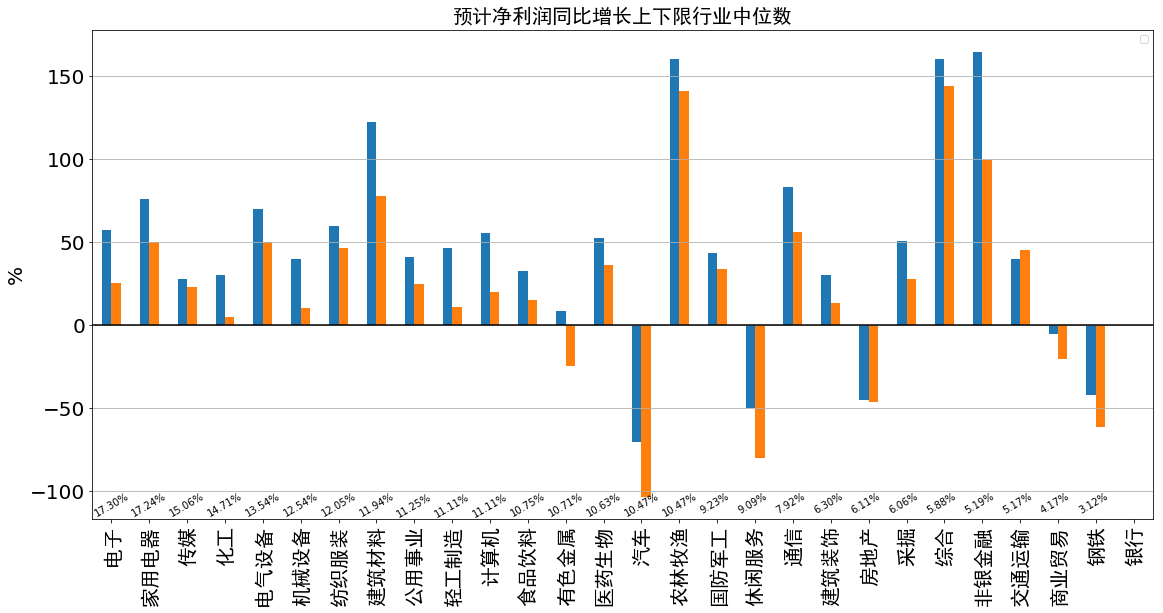 预计净利润同比增长上下限行业中位数
%
150
100
50
0
−50
−100
17.30%
17.24%
15.06%
14.71%
13.54%
12.54%
12.05%
11.94%
11.25%
11.11%
11.11%
10.75%
10.71%
10.63%
10.47%
10.47%
9.23%
9.09%
7.92%
6.30%
6.11%
6.06%
5.88%
5.19%
5.17%
4.17%
3.12%
电子
家用电器
传媒
化工
电气设备
机械设备
纺织服装
建筑材料
公用事业
轻工制造
计算机
食品饮料
有色金属
医药生物
汽车
农林牧渔
国防军工
休闲服务
通信
建筑装饰
房地产
采掘
综合
非银金融
交通运输
商业贸易
钢铁
银行